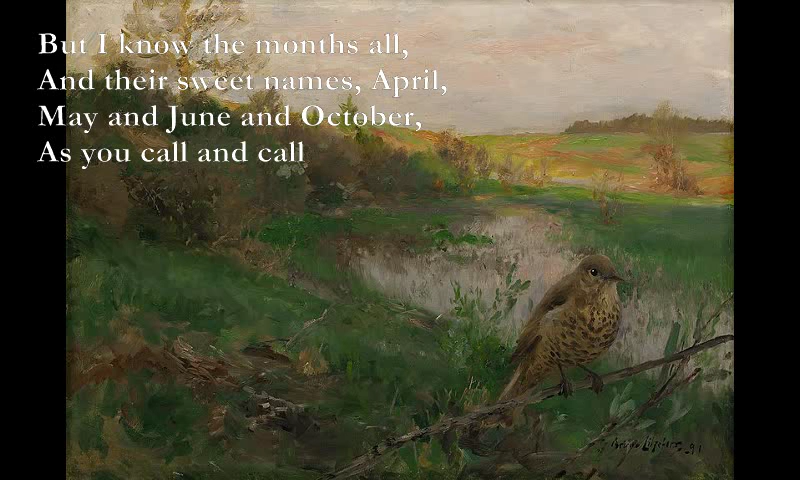 But I know the months all,
And their sweet names, April,
May and June and October,
As you call and call